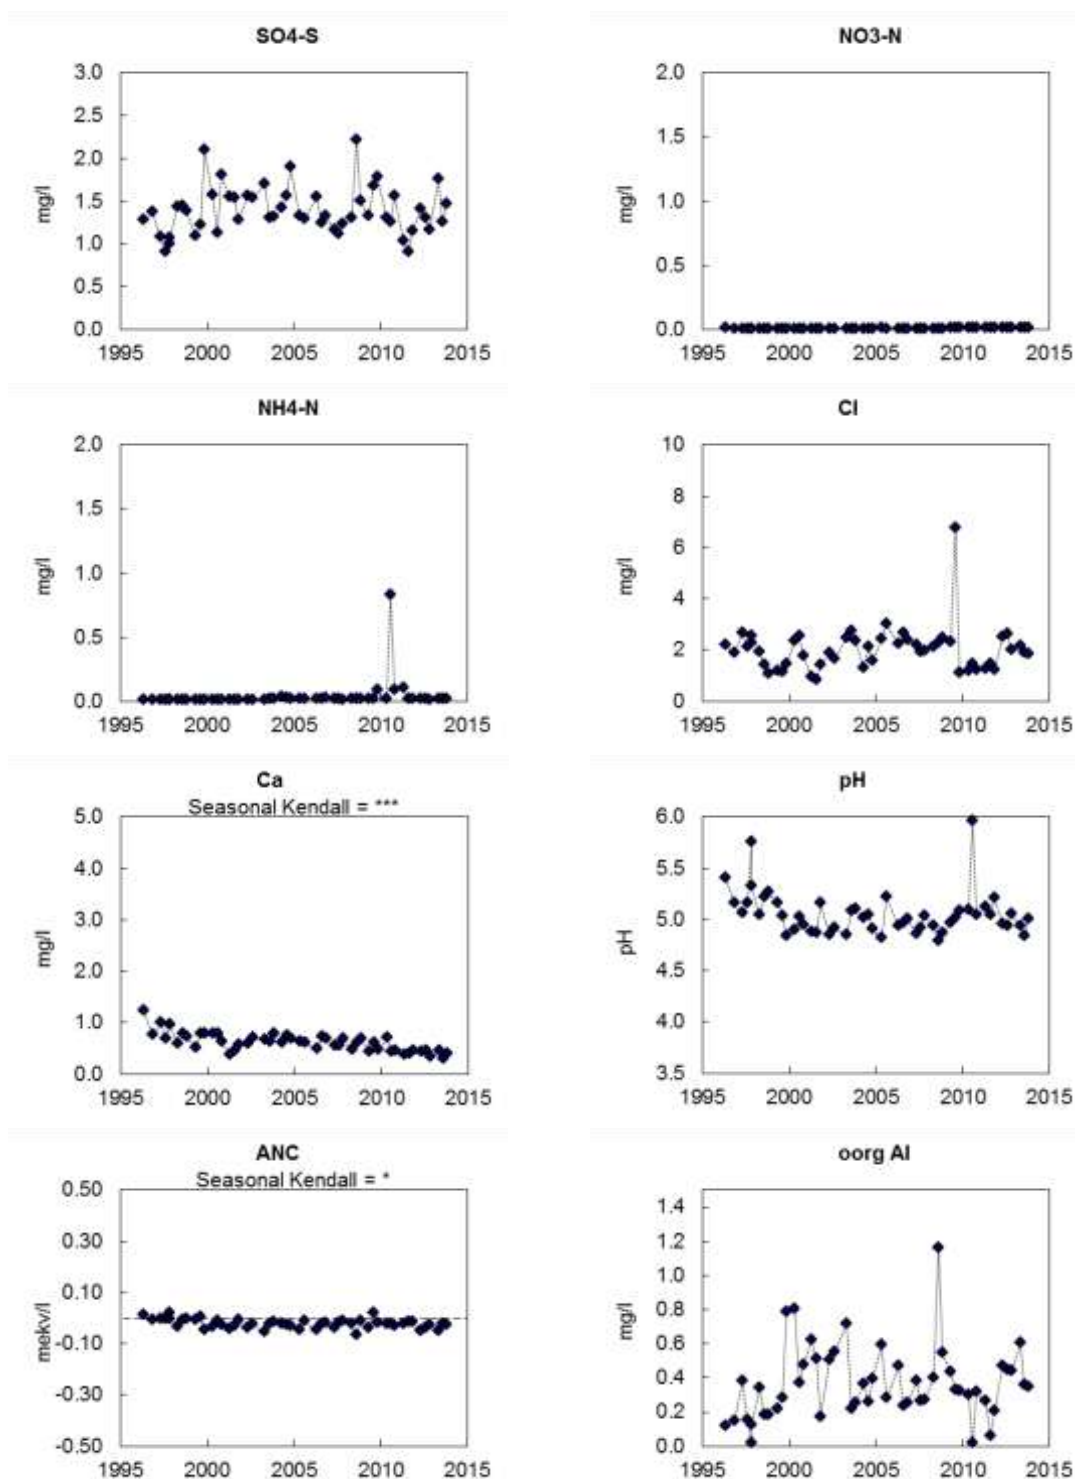 SO4-S
3.0
2.5
2.0
1.5
1.0
0.5
0.0
mg/l
1995 2000 2005 2010 2015
NO3-N
2.0
1.5
1.0
0.5
0.0
mg/l
1995 2000 2005 2010 2015
NH4-N
2.0
1.5
1.0
0.5
0.0
mg/l
1995 2000 2005 2010 2015
Cl
10
8
6
4
2
0
mg/l
1995 2000 2005 2010 2015
Ca
Seasonal Kendall = ***
5.0
4.0
3.0
2.0
1.0
0.0
mg/l
1995 2000 2005 2010 2015
pH
6.0
5.5
5.0
4.5
4.0
3.5
pH
1995 2000 2005 2010 2015
ANC
Seasonal Kendall = *
0.50
0.30
0.10
-0.10
-0.30
-0.50
mekv/l
1995 2000 2005 2010 2015
oorg Al
1.4
1.2
1.0
0.8
0.6
0.4
0.2
0.0
mg/l
1995 2000 2005 2010 2015